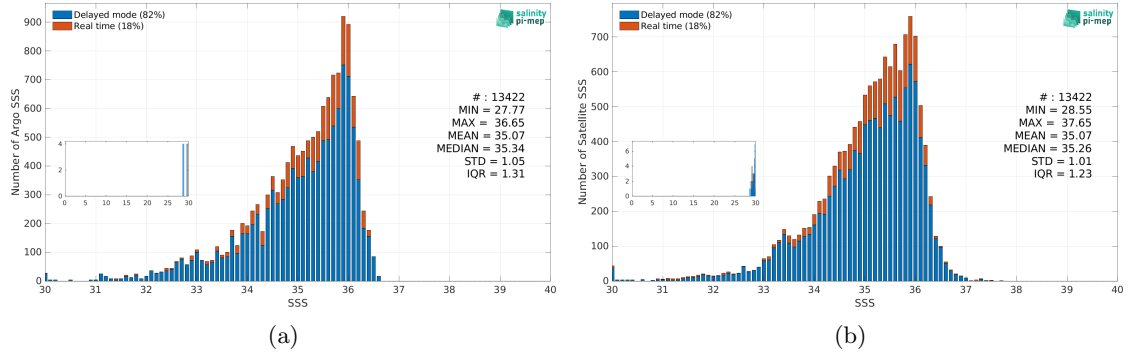 Delayed mode (82%)
Real time (18%)
salinity
pi-mep
900
800
700
600
500
400
300
200
100
0
Number of Argo SSS
# : 13422
MIN = 27.77
MAX = 36.65
MEAN = 35.07
MEDIAN = 35.34
STD = 1.05
IQR = 1.31
4
2
0
0 5 10 15 20 25 30
30 31 32 33 34 35 36 37 38 39 40
SSS
(a)
Delayed mode (82%)
Real time (18%)
salinity
pi-mep
700
600
500
400
300
200
100
0
Number of Satellite SSS
# : 13422
MIN = 28.55
MAX = 37.65
MEAN = 35.07
MEDIAN = 35.26
STD = 1.01
IQR = 1.23
6
4
2
0
0 5 10 15 20 25 30
30 31 32 33 34 35 36 37 38 39 40
SSS
(b)